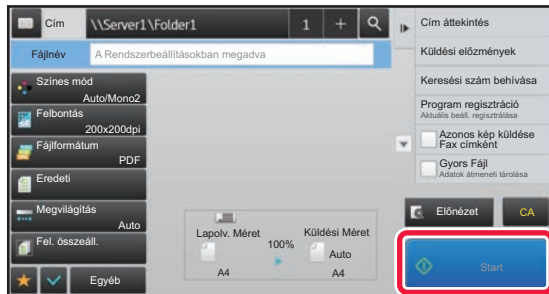 Cím
\\Server1\Folder1
1
+
Fájlnév
A Rendszerbeállításokban megadva
Színes mód
Auto/Mono2
Felbontás
200x200dpi
Fájlformátum
PDF
Eredeti
Megvilágítás
Auto
Fel. összeáll.
Egyéb
Lapolv. Méret
A4
100%
Küldési Méret
Auto
A4
Cím áttekintés
Küldési előzmények
Keresési szám behívása
Program regisztráció
Aktuális beáll. regisztrálása
Azonos kép küldése
Fax címként
Gyors Fájl
Adatok átmeneti tárolása
Előnézet
CA
Start